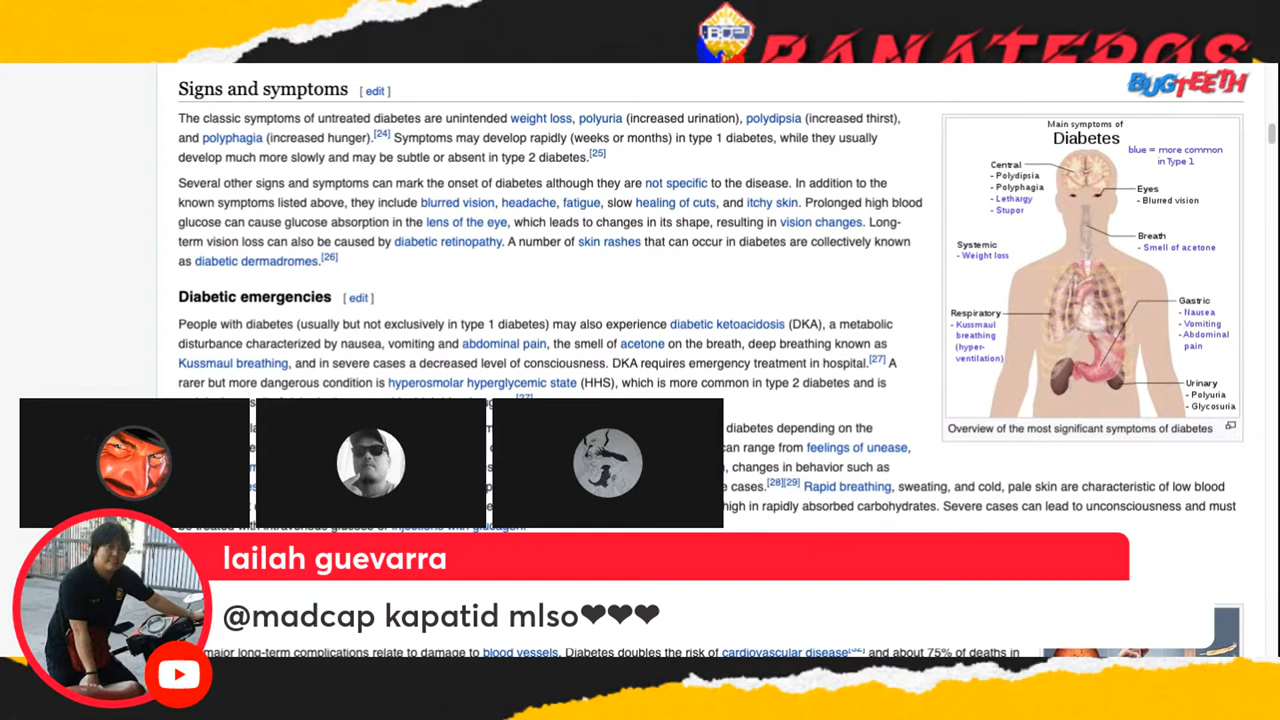 BANATEROS
BUGTEETH
Signs and symptoms [ edit ]
The classic symptoms of untreated diabetes are unintended weight loss, polyuria (increased urination), polydipsia (increased thirst),
and polyphagia (increased hunger).[24] Symptoms may develop rapidly (weeks or months) in type 1 diabetes, while they usually
develop much more slowly and may be subtle or absent in type 2 diabetes.[25]
Several other signs and symptoms can mark the onset of diabetes although they are not specific to the disease. In addition to the
known symptoms listed above, they include blurred vision, headache, fatigue, slow healing of cuts, and itchy skin. Prolonged high blood
glucose can cause glucose absorption in the lens of the eye, which leads to changes in its shape, resulting in vision changes. Long-
term vision loss can also be caused by diabetic retinopathy. A number of skin rashes that can occur in diabetes are collectively known
as diabetic dermadromes.[26]
Diabetic emergencies [ edit ]
People with diabetes (usually but not exclusively in type 1 diabetes) may also experience diabetic ketoacidosis (DKA), a metabolic
disturbance characterized by nausea, vomiting and abdominal pain, the smell of acetone on the breath, deep breathing known as
Kussmaul breathing, and in severe cases a decreased level of consciousness. DKA requires emergency treatment in hospital.[27] A
rarer but more dangerous condition is hyperosmolar hyperglycemic state (HHS), which is more common in type 2 diabetes and is
diabetes depending on the
can range from feelings of unease,
, changes in behavior such as
cases.[28][29] Rapid breathing, sweating, and cold, pale skin are characteristic of low blood
high in rapidly absorbed carbohydrates. Severe cases can lead to unconsciousness and must
Main symptoms of
Diabetes
blue = more common
in Type 1
Central
- Polydipsia
- Polyphagia
- Lethargy
- Stupor
Eyes
- Blurred vision
Breath
- Smell of acetone
Systemic
- Weight loss
Respiratory
- Kussmaul
breathing
(hyper-
ventilation)
Gastric
- Nausea
- Vomiting
- Abdominal
pain
Urinary
- Polyuria
- Glycosuria
Overview of the most significant symptoms of diabetes
lailah guevarra
@madcap kapatid mlso❤❤❤
major long-term complications relate to damage to blood vessels. Diabetes doubles the risk of cardiovascular disease[32] and about 75% of deaths in